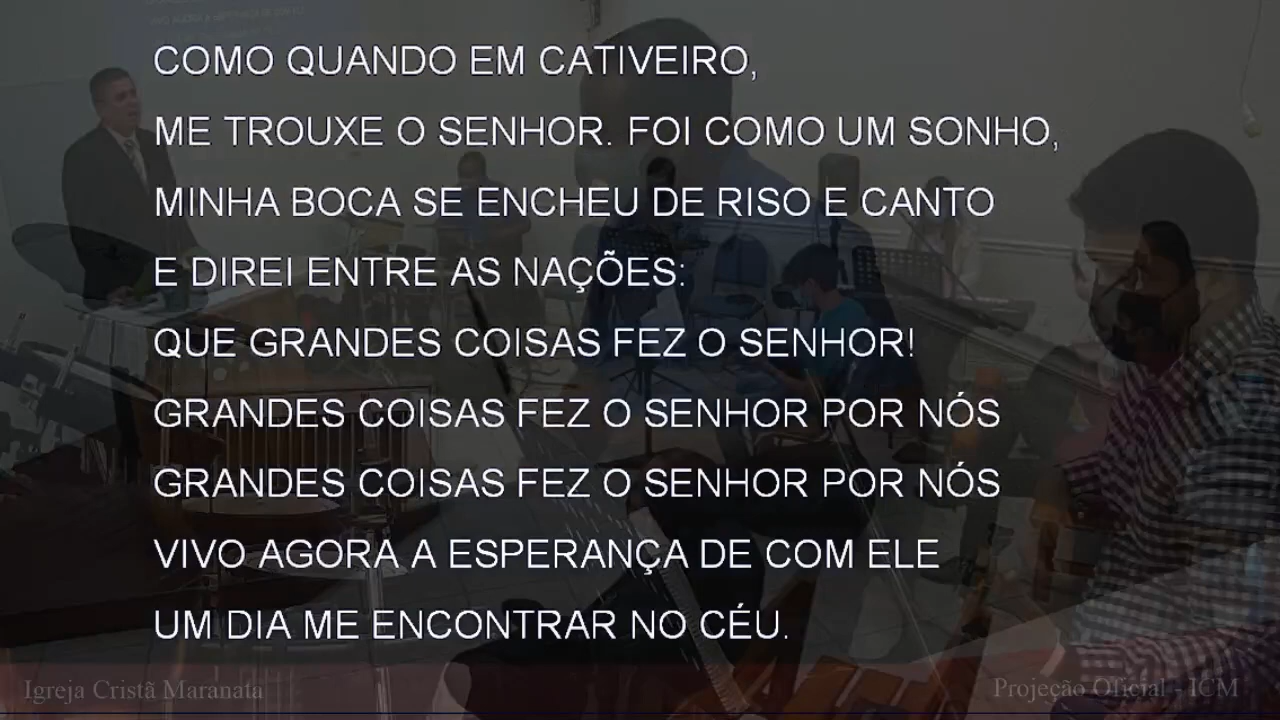 COMO QUANDO EM CATIVEIRO,
ME TROUXE O SENHOR. FOI COMO UM SONHO,
MINHA BOCA SE ENCHEU DE RISO E CANTO
E DIREI ENTRE AS NAÇÕES:
QUE GRANDES COISAS FEZ O SENHOR!
GRANDES COISAS FEZ O SENHOR POR NÓS
GRANDES COISAS FEZ O SENHOR POR NÓS
VIVO AGORA A ESPERANÇA DE COM ELE
UM DIA ME ENCONTRAR NO CÉU.
Igreja Cristã Maranata
Projeção Oficial - ICM